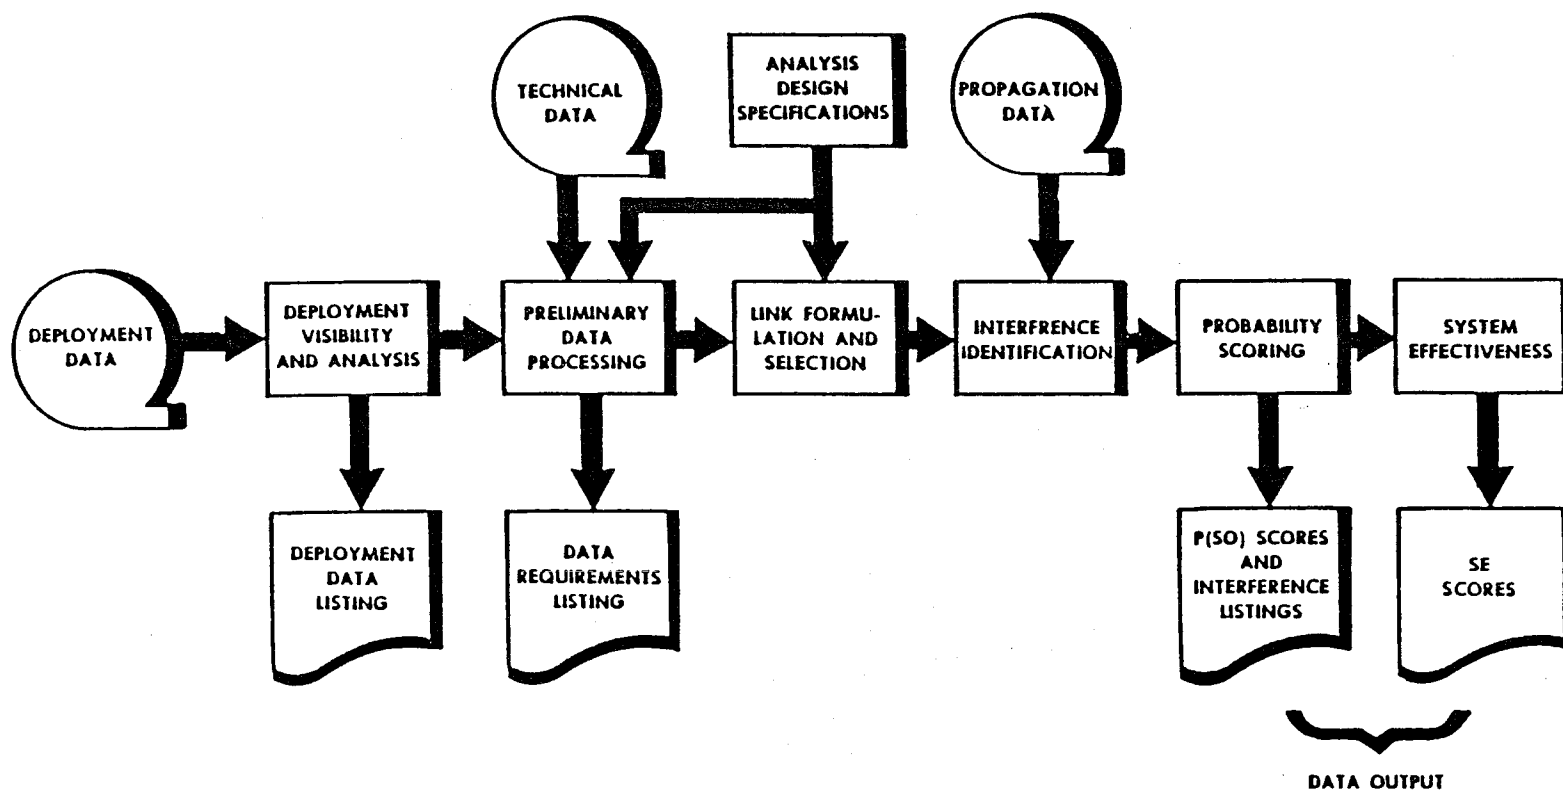 TECHNICAL
DATA
ANALYSIS
DESIGN
SPECIFICATIONS
PROPAGATION
DATA
DEPLOYMENT
DATA
DEPLOYMENT
VISIBILITY
AND ANALYSIS
PRELIMINARY
DATA
PROCESSING
LINK FORMU-
LATION AND
SELECTION
INTERFRENCE
IDENTIFICATION
PROBABILITY
SCORING
SYSTEM
EFFECTIVENESS
DEPLOYMENT
DATA
LISTING
DATA
REQUIREMENTS
LISTING
P(SO) SCORES
AND
INTERFERENCE
LISTINGS
SE
SCORES
DATA OUTPUT